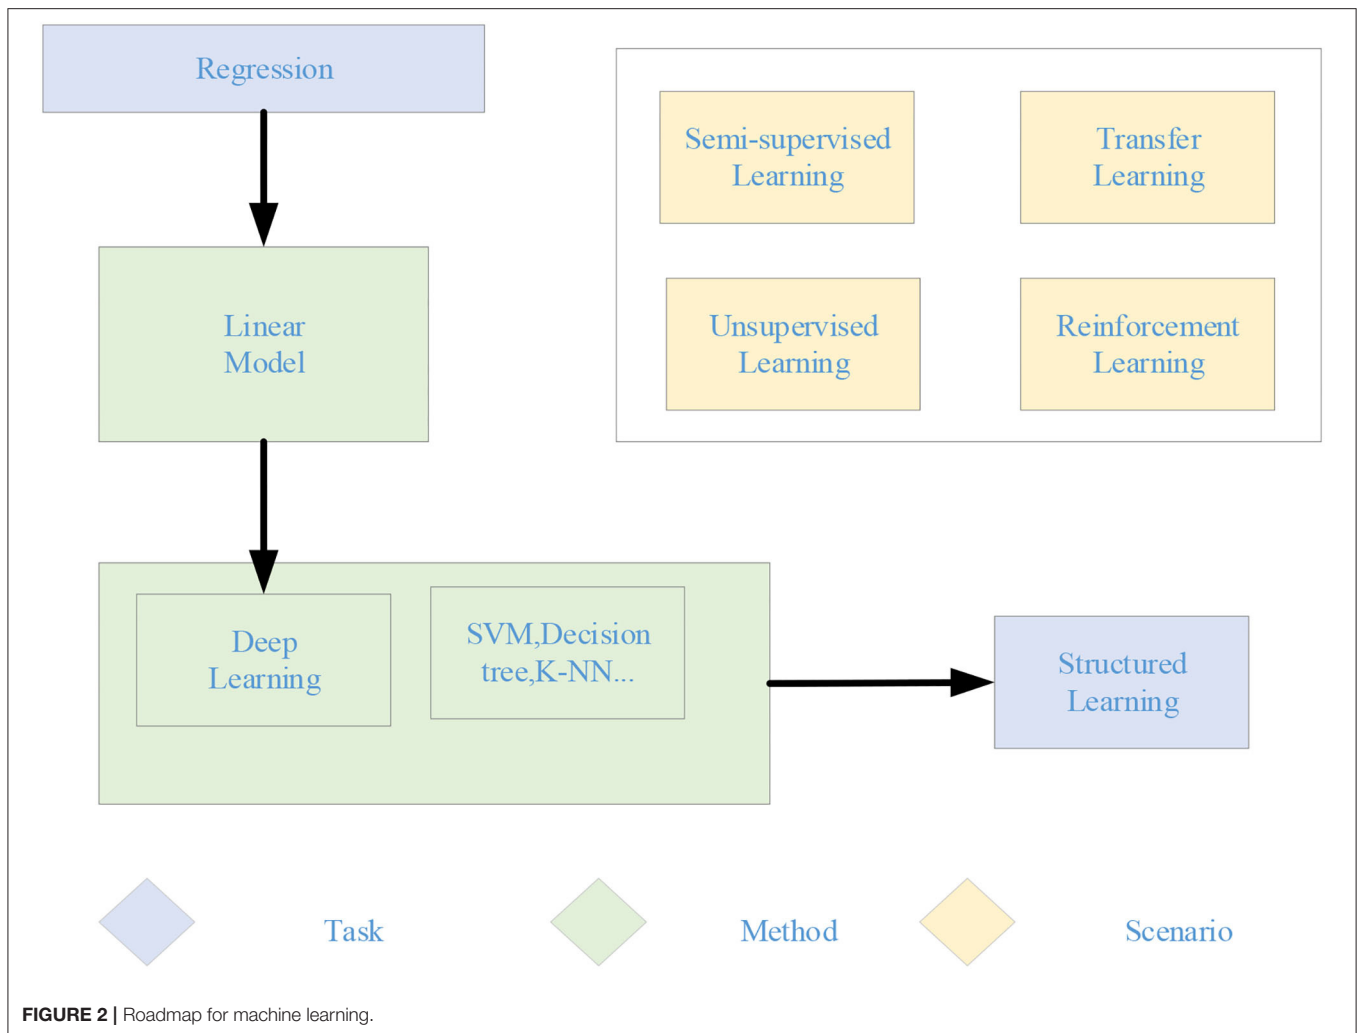 Regression
Semi-supervised
Learning
Transfer
Learning
Linear
Model
Unsupervised
Learning
Reinforcement
Learning
Deep
Learning
SVM,Decision
tree,K-NN...
Structured
Learning
Task
Method
Scenario
FIGURE 2 | Roadmap for machine learning.